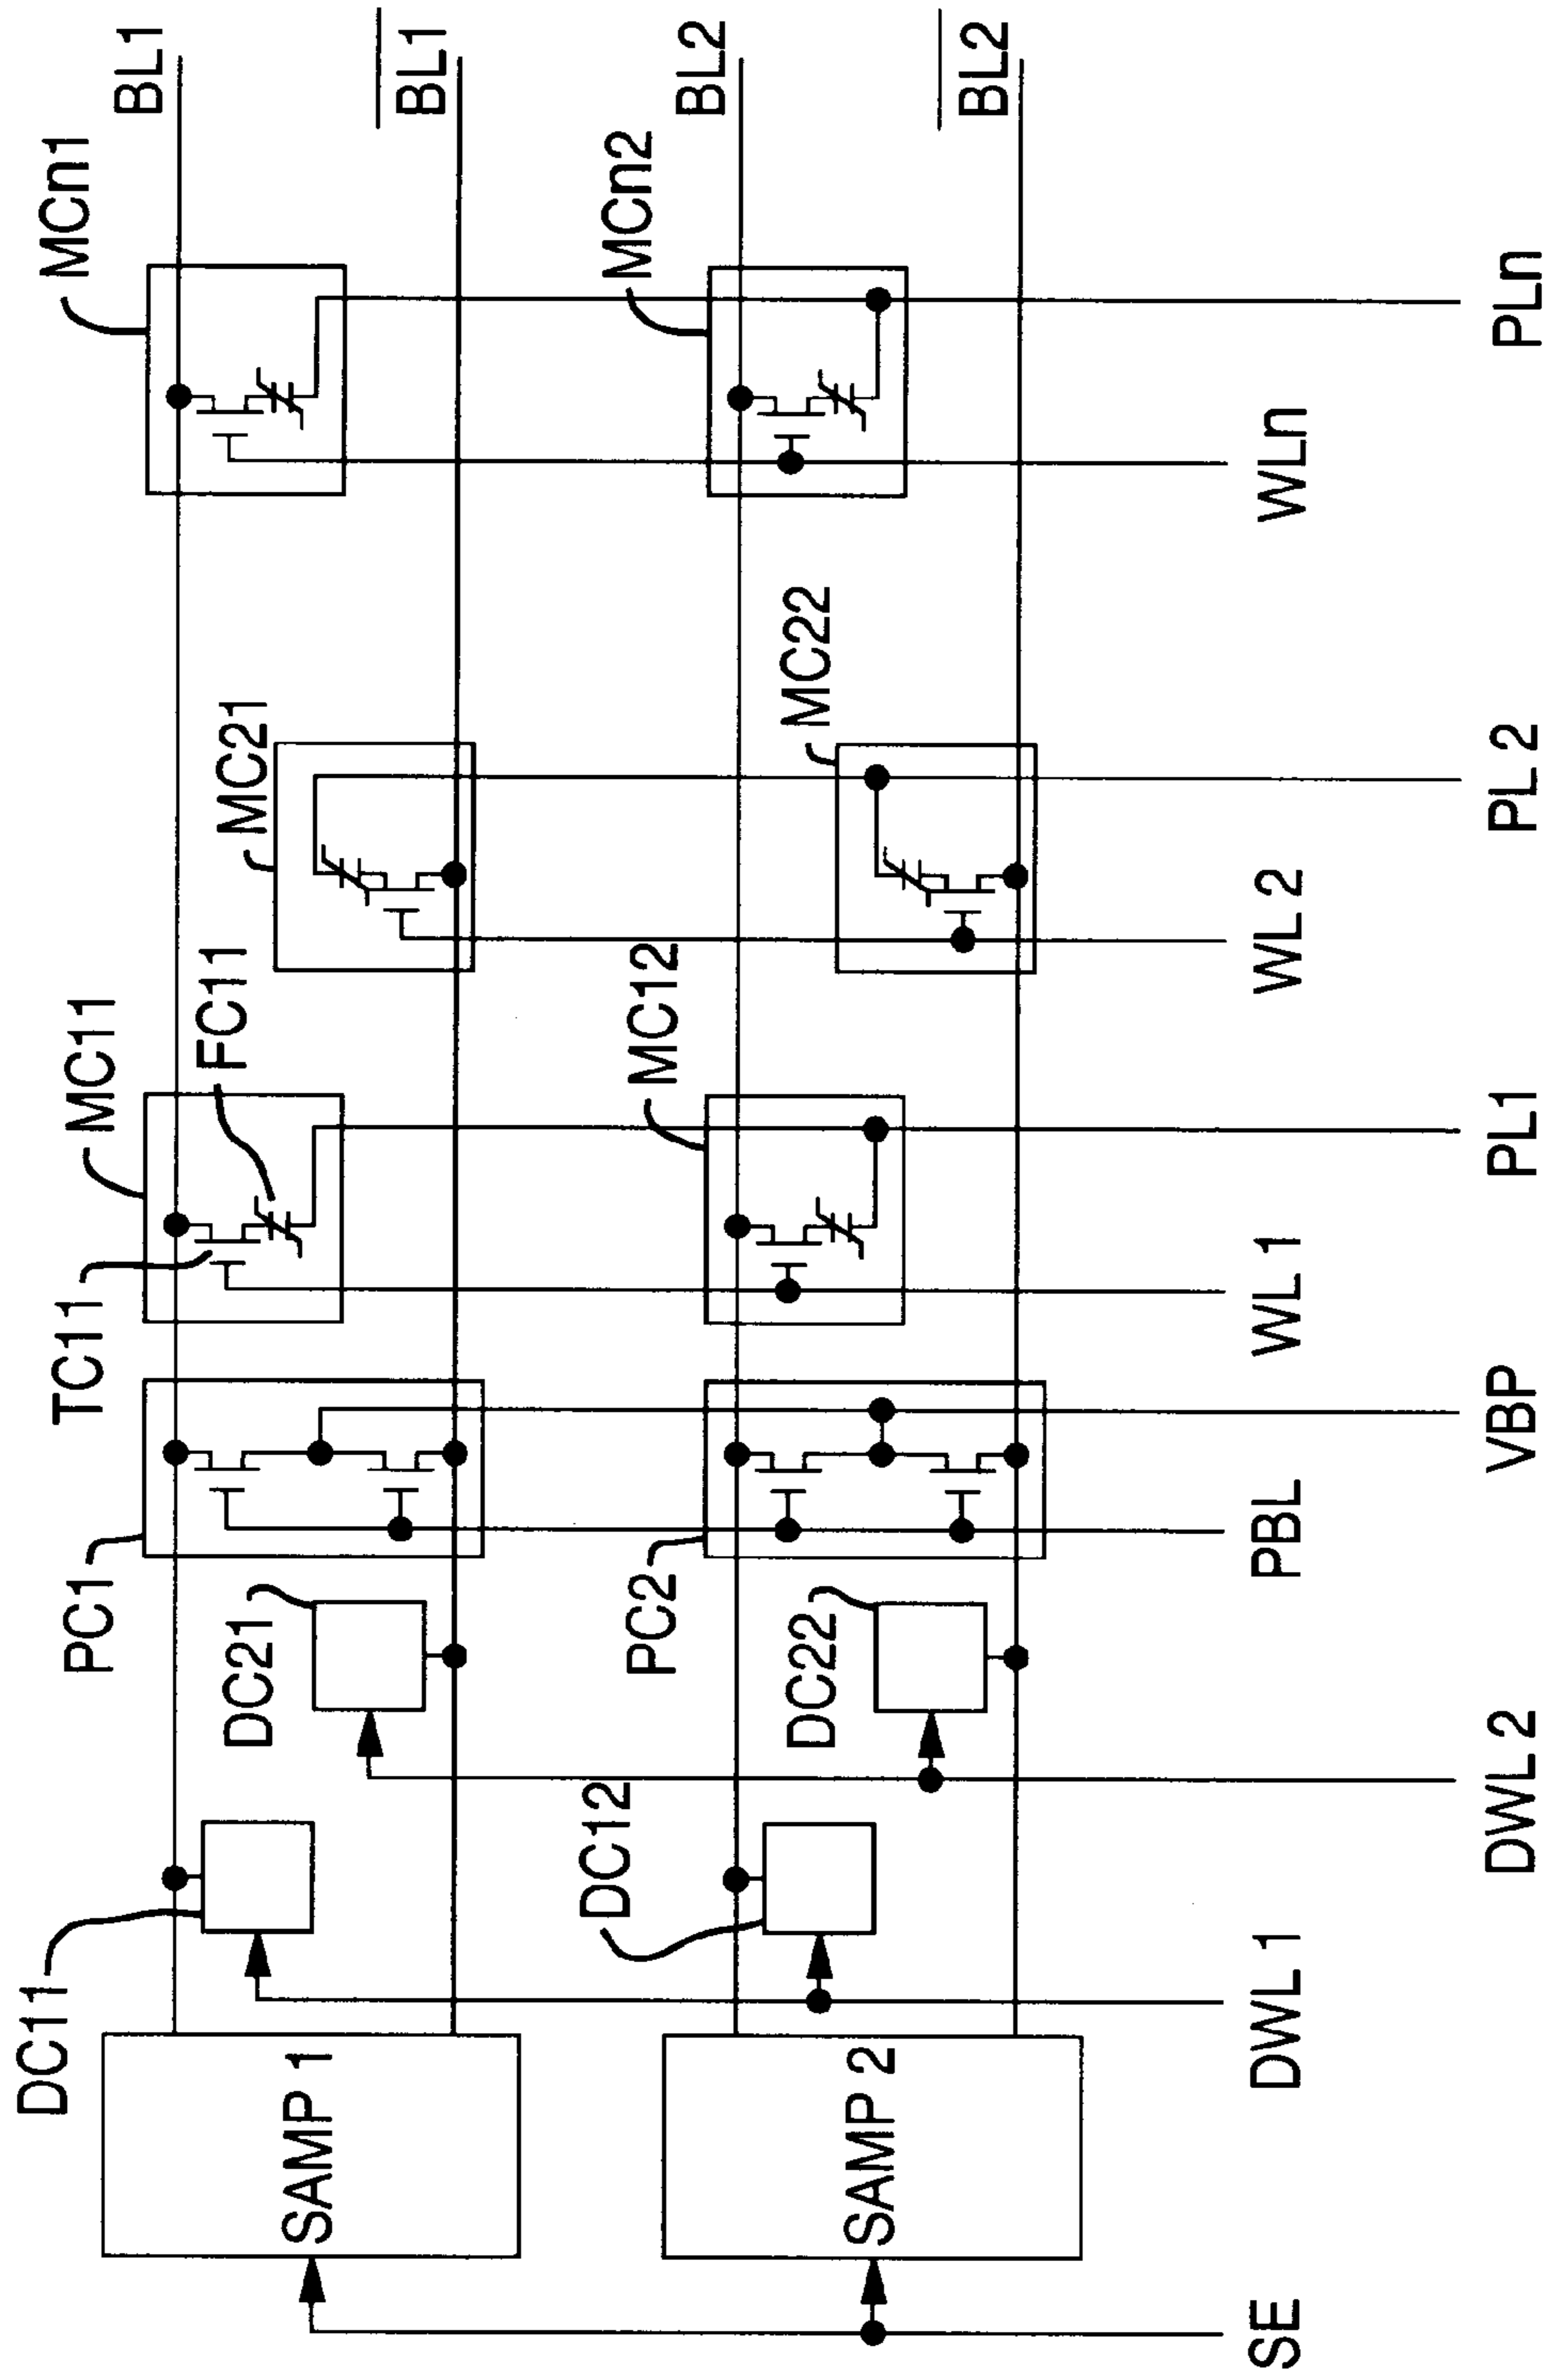 MCn1
BL1
BL1
MCn2
BL2
BL2
MC11
FC11
TC11
MC21
MC12
MC22
PC1
DC21
PC2
DC22
DC11
DC12
SAMP 1
SAMP 2
SE
DWL 1
DWL 2
PBL
VBP
WL 1
PL1
WL 2
PL 2
WLn
PLn